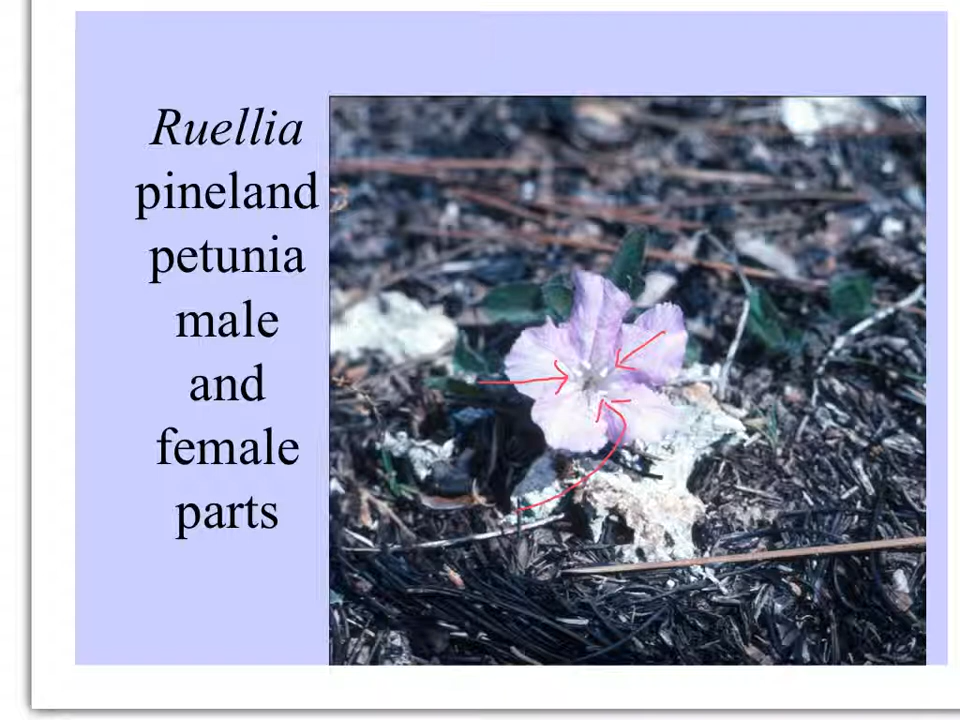 Ruellia
pineland
petunia
male
and
female
parts